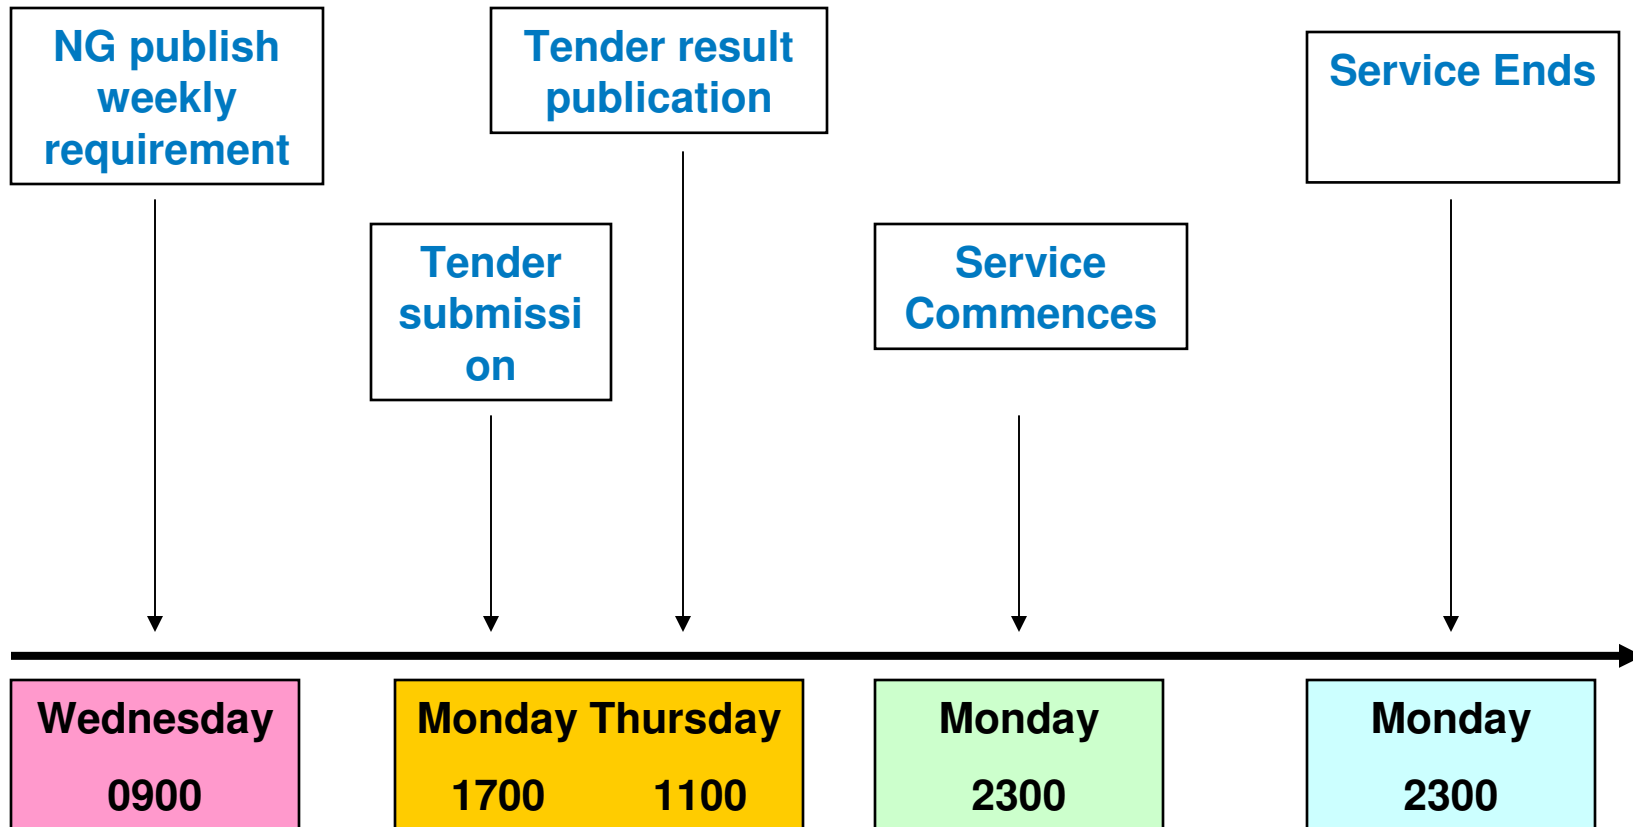 NG publish
weekly
requirement
Tender result
publication
Service Ends
Tender
submissi
on
Service
Commences
Wednesday
0900
Monday Thursday
1700 1100
Monday
2300
Monday
2300